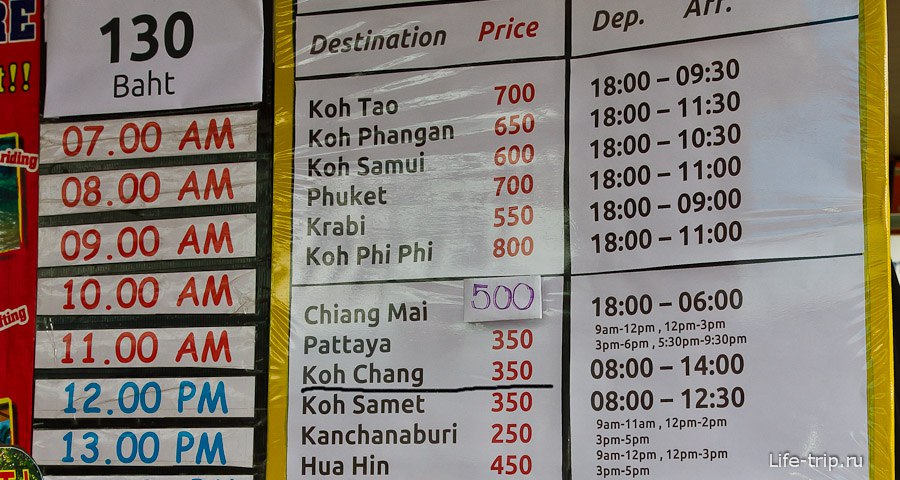 RE
!!
riding
fting
130
Baht
07.00 AM
08.00 AM
09.00 AM
10.00 AM
11.00 AM
12.00 PM
13.00 PM
Destination Price Dep. Arr.
Koh Tao 700 18:00 – 09:30
Koh Phangan 650 18:00 – 11:30
Koh Samui 600 18:00 – 10:30
Phuket 700 18:00 – 11:00
Krabi 550 18:00 – 09:00
Koh Phi Phi 800 18:00 – 11:00
Chiang Mai 500 18:00 – 06:00
Pattaya 350 9am-12pm , 12pm-3pm
3pm-6pm , 5:30pm-9:30pm
Koh Chang 350 08:00 – 14:00
Koh Samet 350 08:00 – 12:30
Kanchanaburi 250 9am-11am , 12pm-2pm
3pm-5pm
Hua Hin 450 9am-12pm , 12pm-3pm
3pm-5pm
Life-trip.ru